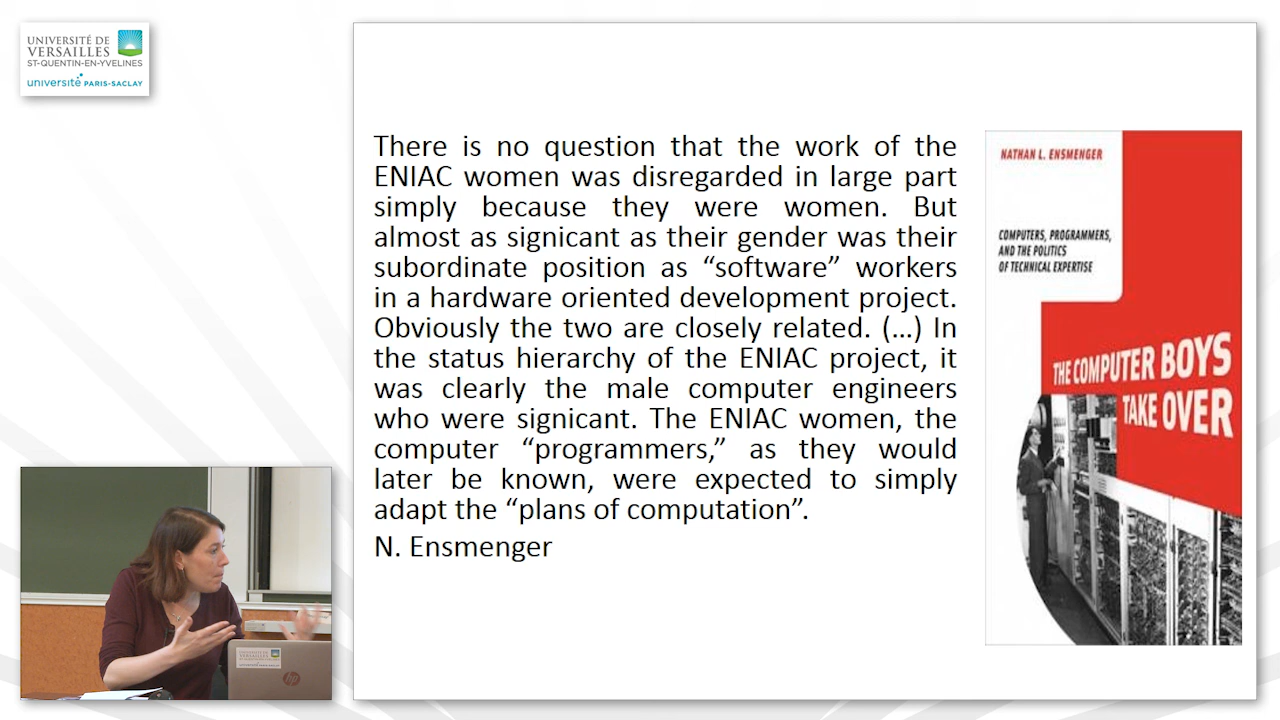 UNIVERSITÉ DE
VERSAILLES
ST-QUENTIN-EN-YVELINES
université PARIS-SACLAY
There is no question that the work of the
ENIAC women was disregarded in large part
simply because they were women. But
almost as signicant as their gender was their
subordinate position as “software” workers
in a hardware oriented development project.
Obviously the two are closely related. (...) In
the status hierarchy of the ENIAC project, it
was clearly the male computer engineers
who were signicant. The ENIAC women, the
computer “programmers,” as they would
later be known, were expected to simply
adapt the “plans of computation”.
N. Ensmenger
NATHAN L. ENSMENGER
COMPUTERS, PROGRAMMERS,
AND THE POLITICS
OF TECHNICAL EXPERTISE
THE COMPUTER BOYS
TAKE OVER
hp